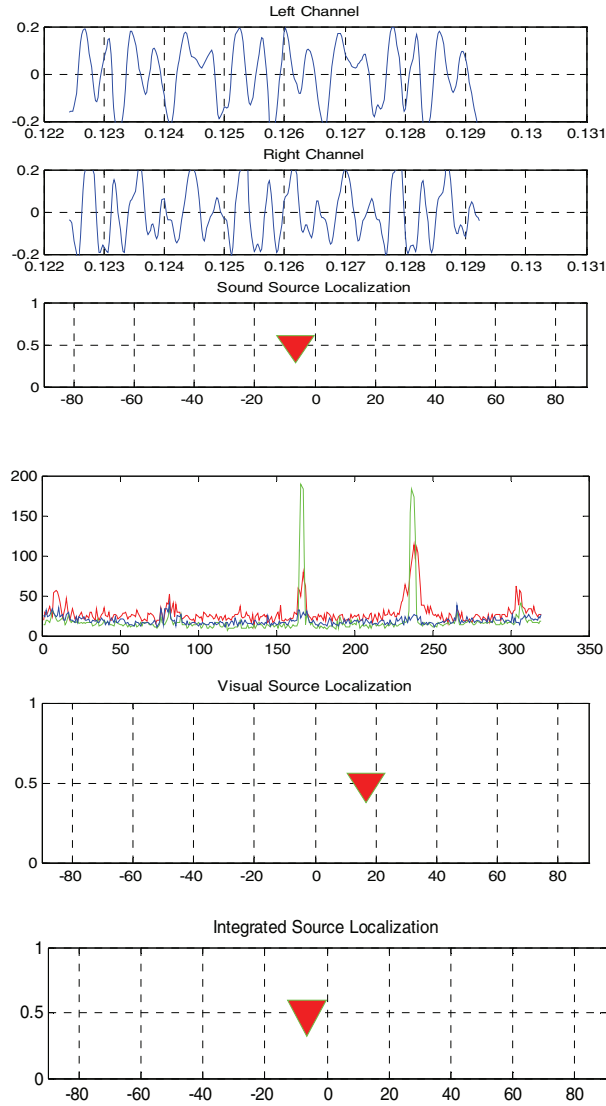 Left Channel
0.2
0
-0.2
0.122 0.123 0.124 0.125 0.126 0.127 0.128 0.129 0.13 0.131
Right Channel
0.2
0
-0.2
0.122 0.123 0.124 0.125 0.126 0.127 0.128 0.129 0.13 0.131
Sound Source Localization
1
0.5
0
-80 -60 -40 -20 0 20 40 60 80
200
150
100
50
0
0 50 100 150 200 250 300 350
Visual Source Localization
1
0.5
0
-80 -60 -40 -20 0 20 40 60 80
Integrated Source Localization
1
0.5
0
-80 -60 -40 -20 0 20 40 60 80